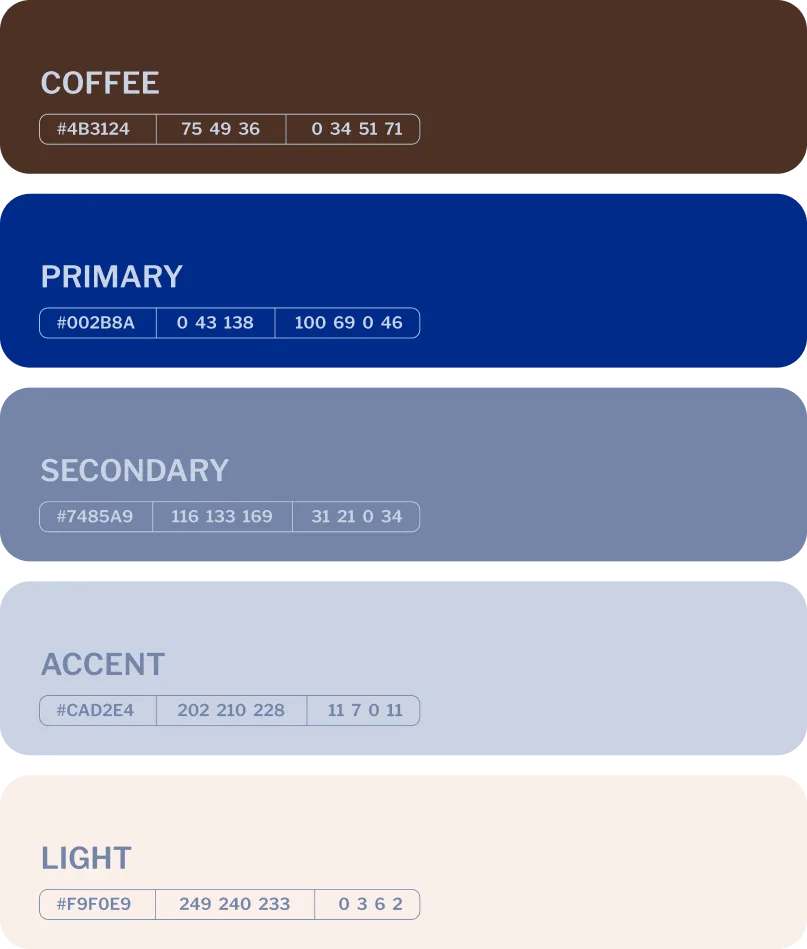 COFFEE
#4B3124 75 49 36 0 34 51 71
PRIMARY
#002B8A 0 43 138 100 69 0 46
SECONDARY
#7485A9 116 133 169 31 21 0 34
ACCENT
#CAD2E4 202 210 228 11 7 0 11
LIGHT
#F9F0E9 249 240 233 0 3 6 2